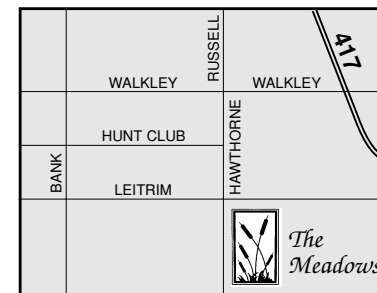 RUSSELL
417
WALKLEY
WALKLEY
HUNT CLUB
HAWTHORNE
BANK
LEITRIM
The
Meadows